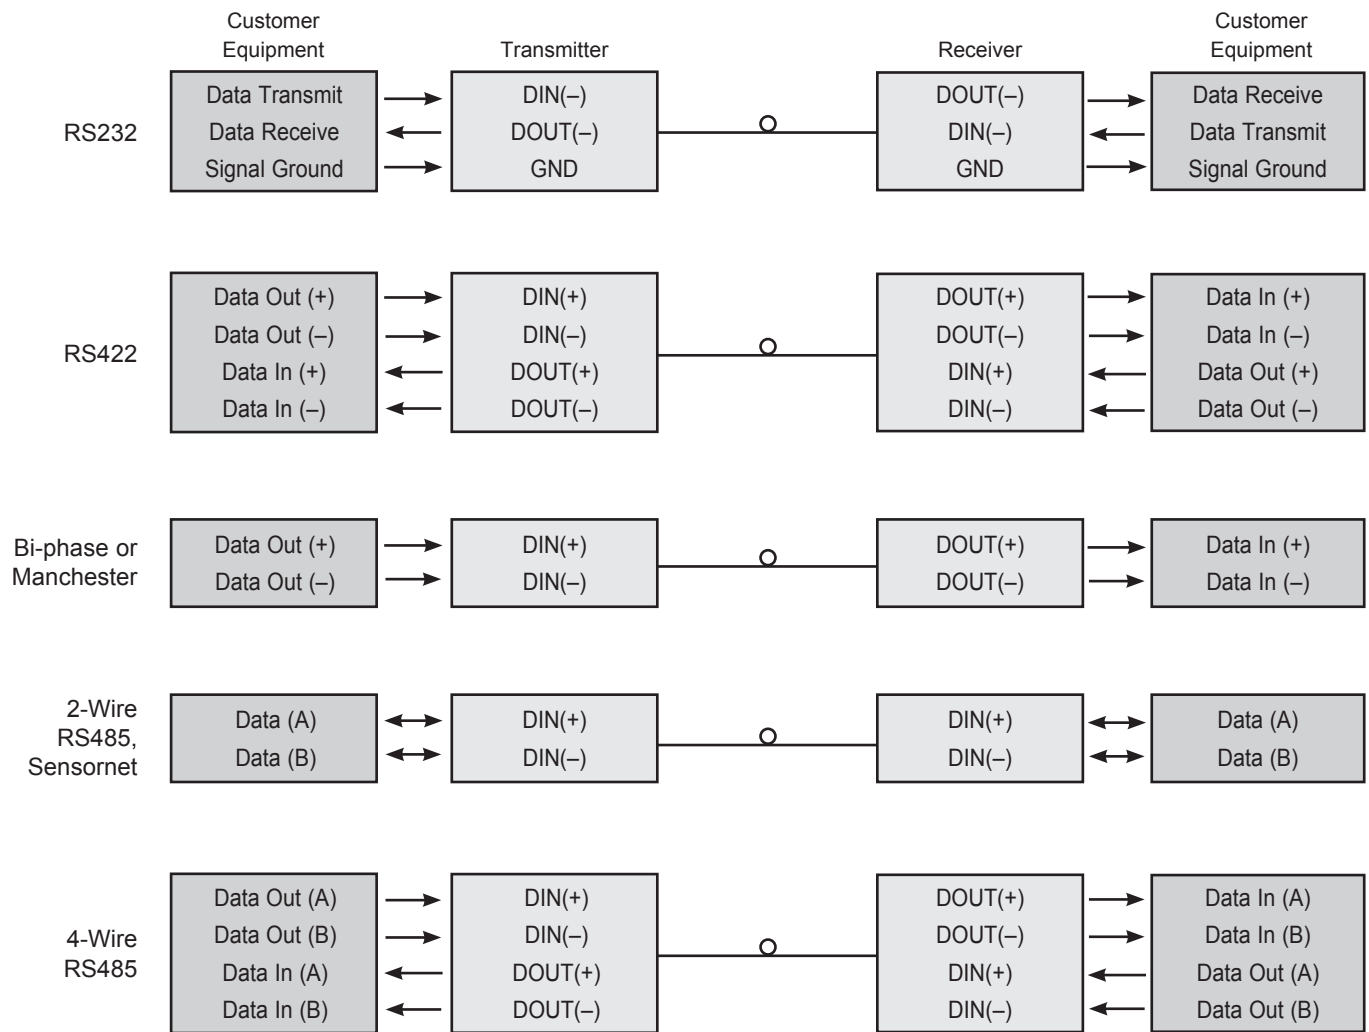 Customer Equipment
Transmitter
Receiver
Customer Equipment
RS232
Data Transmit
Data Receive
Signal Ground
DIN(–)
DOUT(–)
GND
DOUT(–)
DIN(–)
GND
Data Receive
Data Transmit
Signal Ground
RS422
Data Out (+)
Data Out (–)
Data In (+)
Data In (–)
DIN(+)
DIN(–)
DOUT(+)
DOUT(–)
DOUT(+)
DOUT(–)
DIN(+)
DIN(–)
Data In (+)
Data In (–)
Data Out (+)
Data Out (–)
Bi-phase or
Manchester
Data Out (+)
Data Out (–)
DIN(+)
DIN(–)
DOUT(+)
DOUT(–)
Data In (+)
Data In (–)
2-Wire
RS485,
Sensornet
Data (A)
Data (B)
DIN(+)
DIN(–)
DIN(+)
DIN(–)
Data (A)
Data (B)
4-Wire
RS485
Data Out (A)
Data Out (B)
Data In (A)
Data In (B)
DIN(+)
DIN(–)
DOUT(+)
DOUT(–)
DOUT(+)
DOUT(–)
DIN(+)
DIN(–)
Data In (A)
Data In (B)
Data Out (A)
Data Out (B)